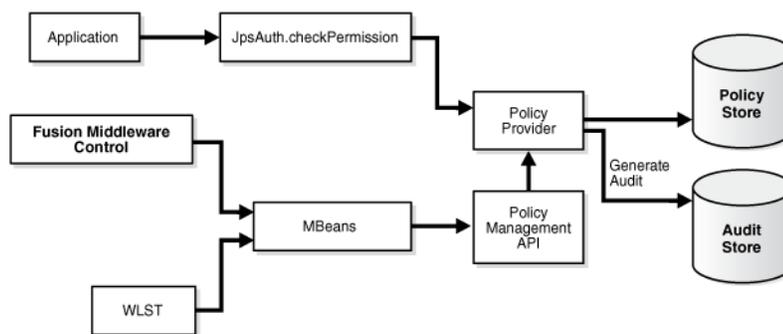 Application
JpsAuth.checkPermission
Policy
Provider
Policy
Store
Fusion Middleware
Control
Generate
Audit
MBeans
Policy
Management
API
Audit
Store
WLST